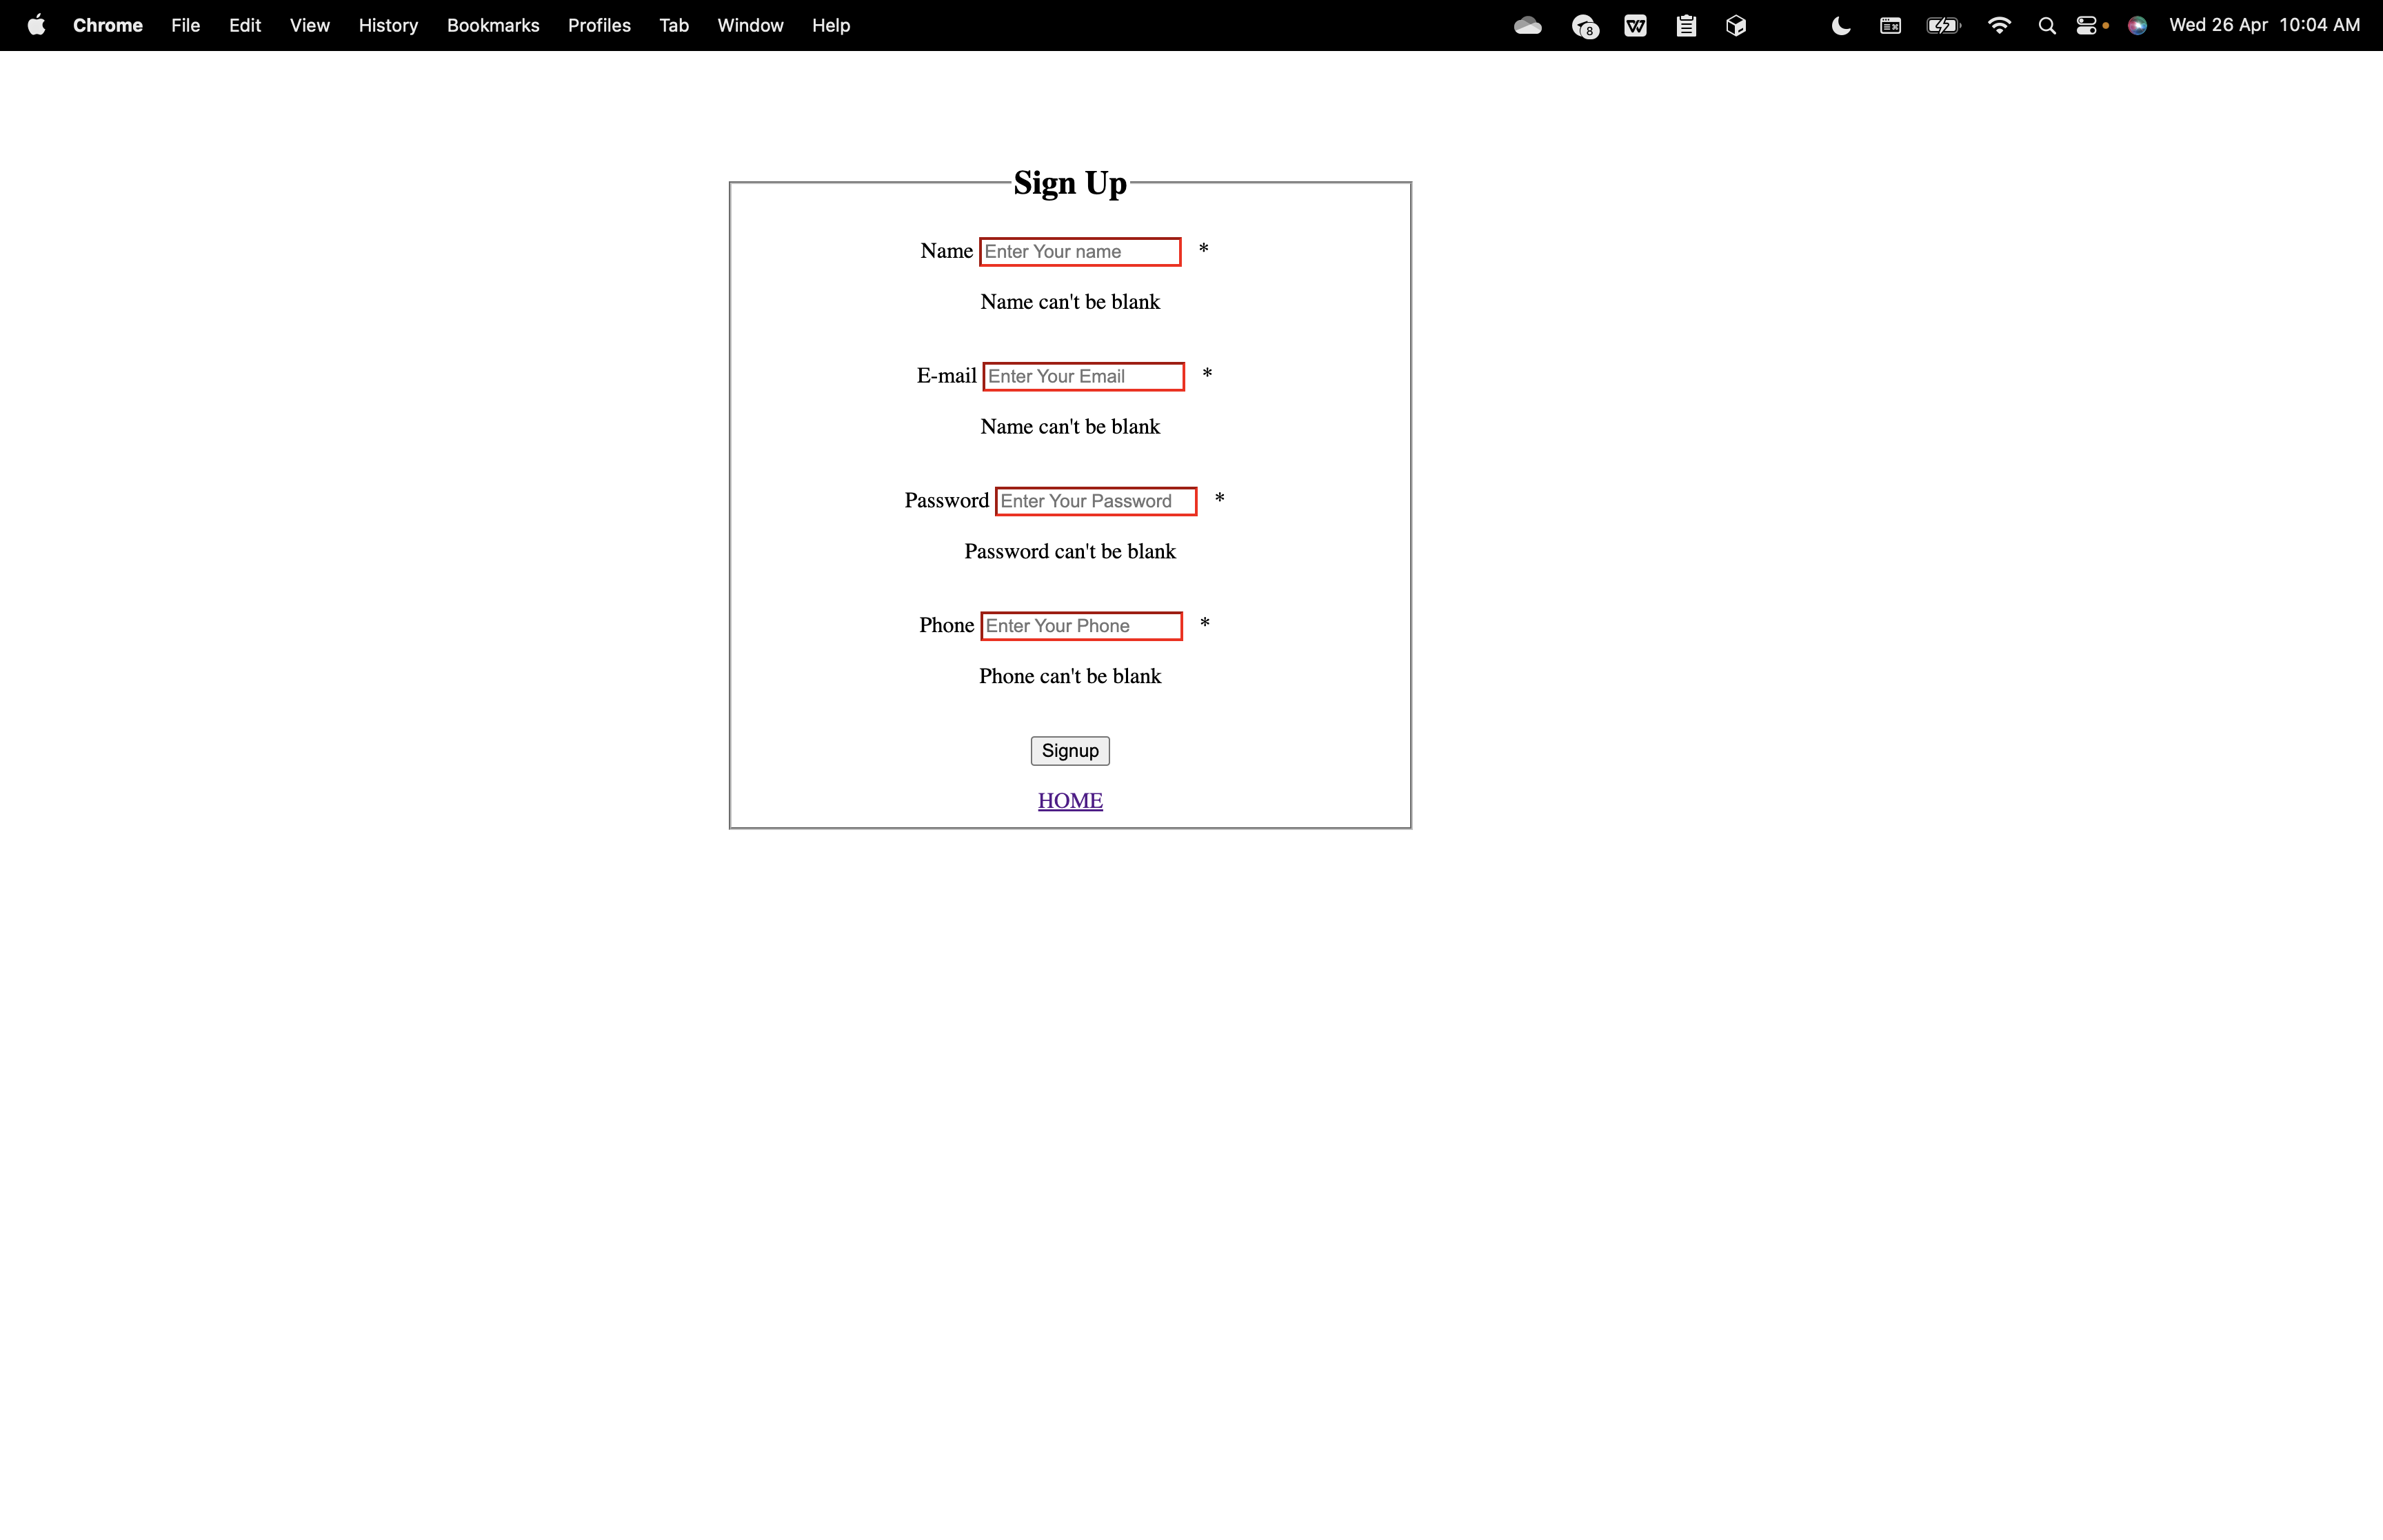 Chrome File Edit View History Bookmarks Profiles Tab Window Help 8 W Wed 26 Apr 10:04 AM
Sign Up
Name Enter Your name *
Name can't be blank
E-mail Enter Your Email *
Name can't be blank
Password Enter Your Password *
Password can't be blank
Phone Enter Your Phone *
Phone can't be blank
Signup
HOME